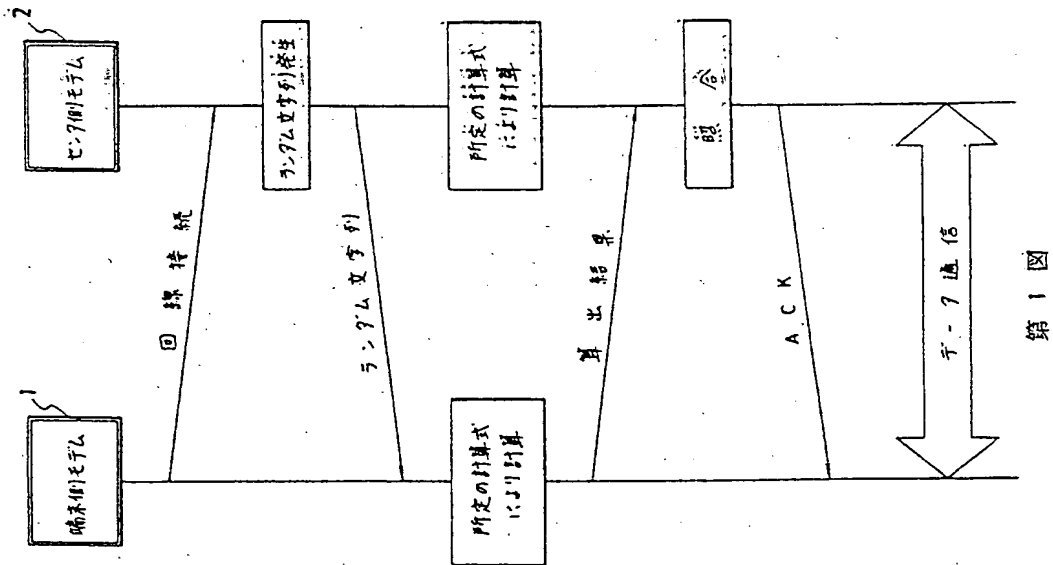 端末側モデム
1
センタ側モデム
2
回線接続
ランダム文字列発生
ランダム文字列
所定の計算式
により計算
所定の計算式
により計算
算出結果
照合
ACK
データ通信
第1図